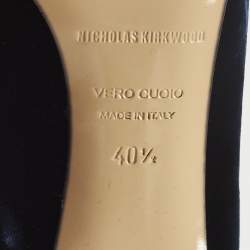 NICHOLAS KIRKWOOD
VERO CUOIO
MADE IN ITALY
40½